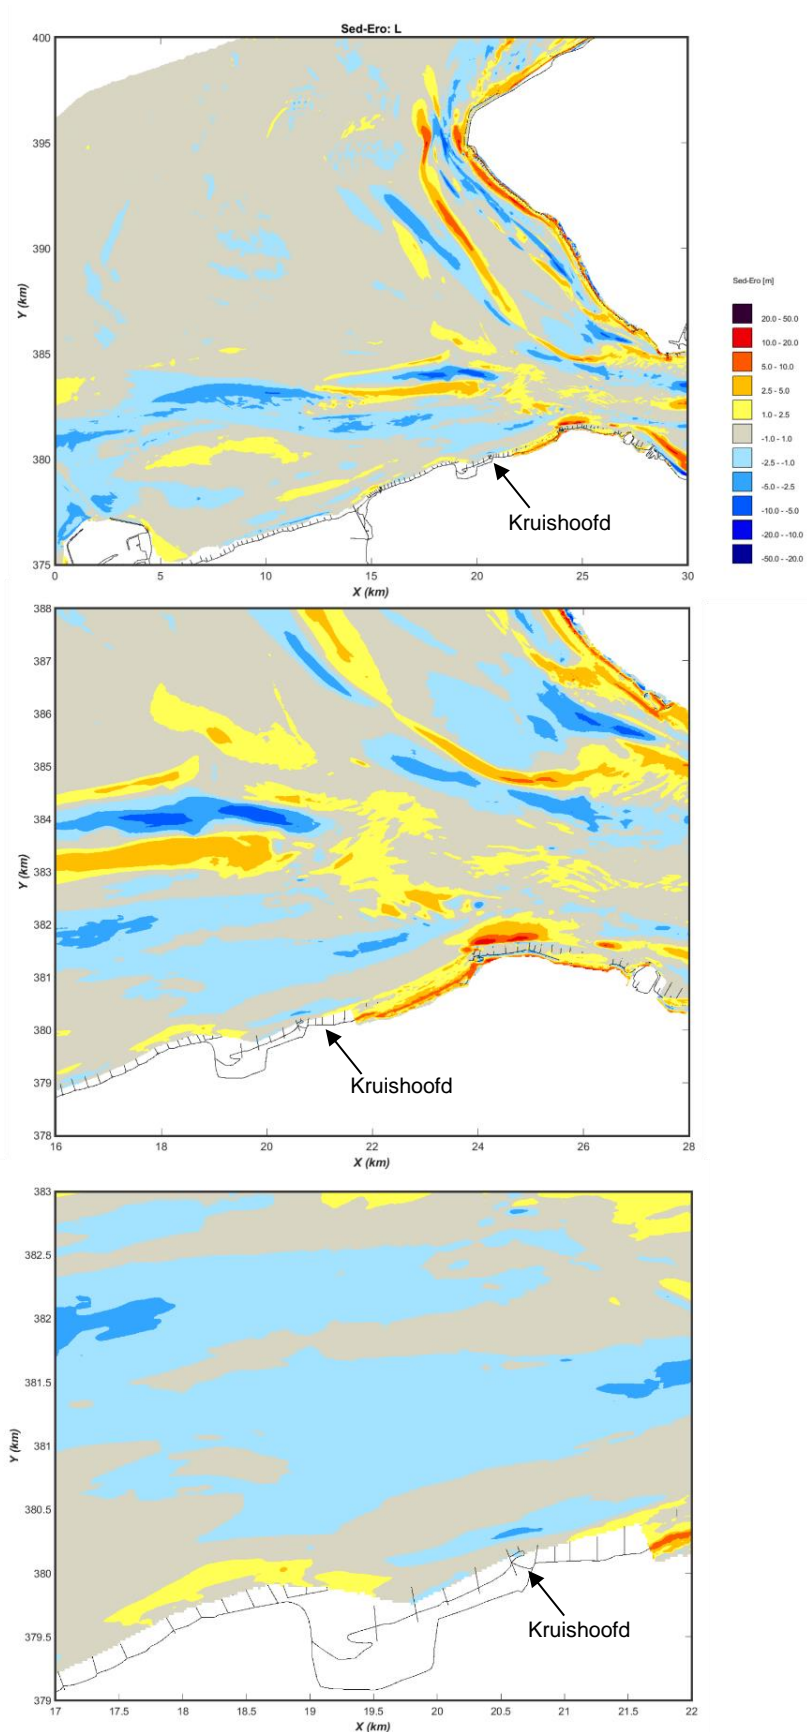 Sed-Ero: L
400
395
390
385
380
375
Y (km)
0 5 10 15 20 25 30
X (km)
Kruishoofd
Sed-Ero [m]
20.0 - 50.0
10.0 - 20.0
5.0 - 10.0
2.5 - 5.0
1.0 - 2.5
-1.0 - 1.0
-2.5 - -1.0
-5.0 - -2.5
-10.0 - -5.0
-20.0 - -10.0
-50.0 - -20.0
388
387
386
385
384
383
382
381
380
379
378
Y (km)
16 18 20 22 24 26 28
X (km)
Kruishoofd
383
382.5
382
381.5
381
380.5
380
379.5
379
Y (km)
17 17.5 18 18.5 19 19.5 20 20.5 21 21.5 22
X (km)
Kruishoofd